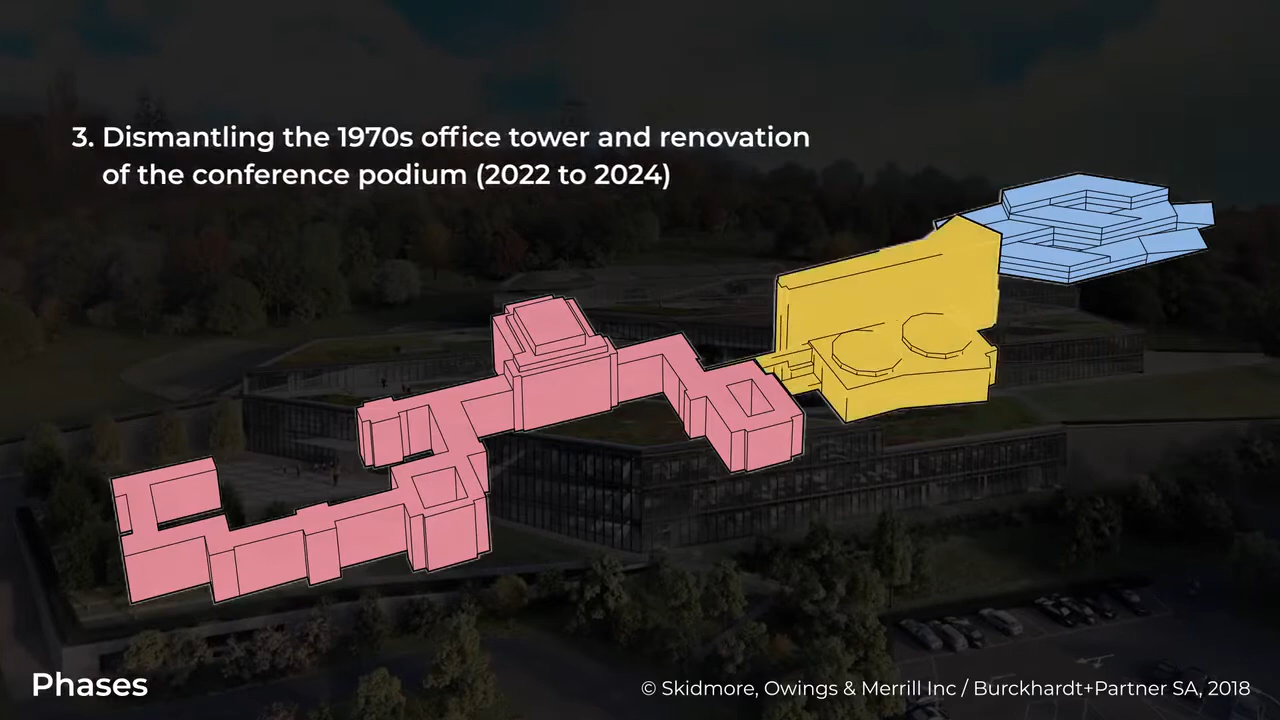 3. Dismantling the 1970s office tower and renovation
of the conference podium (2022 to 2024)
Phases
© Skidmore, Owings & Merrill Inc / Burckhardt+Partner SA, 2018